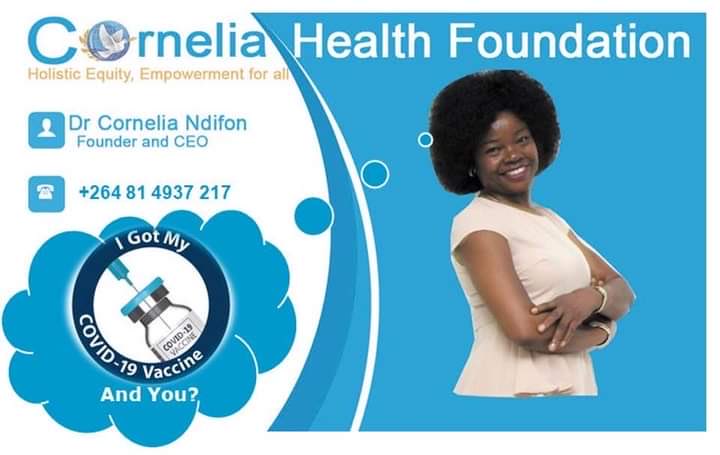 Cornelia Health Foundation
Holistic Equity, Empowerment for all
Dr Cornelia Ndifon
Founder and CEO
+264 81 4937 217
I Got My
COVID-19
VACCINE
COVID-19 Vaccine
And You?